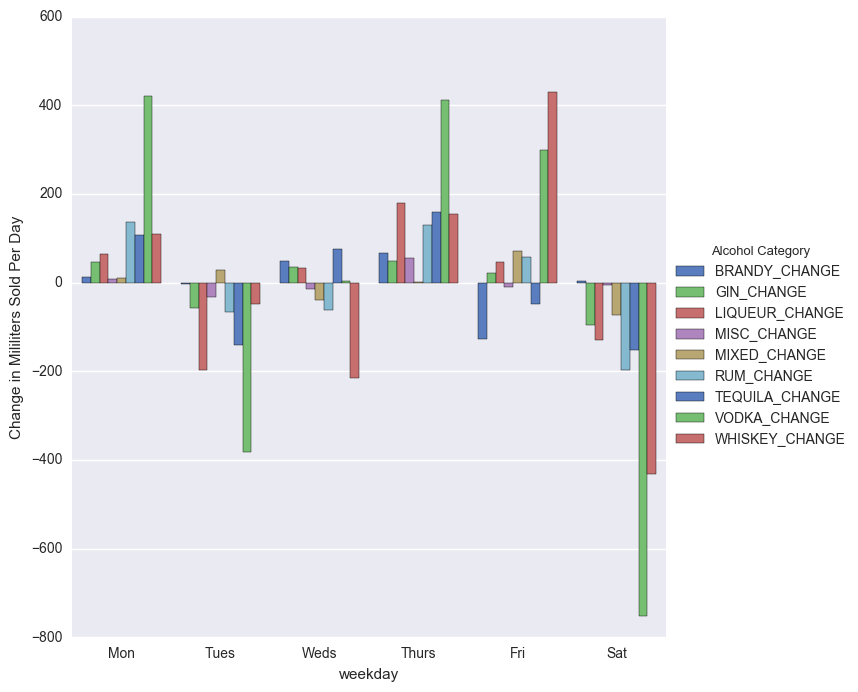 600
400
200
0
−200
−400
−600
−800
Change in Mililiters Sold Per Day
Mon Tues Weds Thurs Fri Sat
weekday
Alcohol Category
BRANDY_CHANGE
GIN_CHANGE
LIQUEUR_CHANGE
MISC_CHANGE
MIXED_CHANGE
RUM_CHANGE
TEQUILA_CHANGE
VODKA_CHANGE
WHISKEY_CHANGE